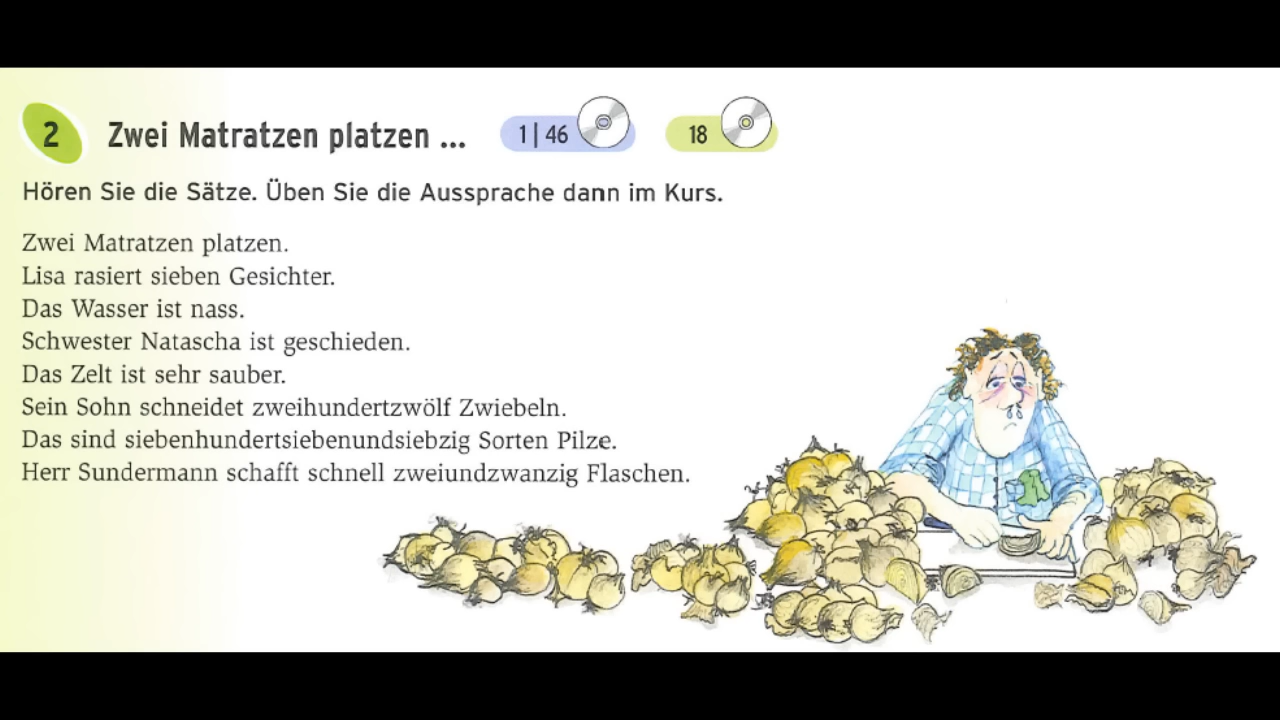 2 Zwei Matratzen platzen ... 1|46 18
Hören Sie die Sätze. Üben Sie die Aussprache dann im Kurs.
Zwei Matratzen platzen.
Lisa rasiert sieben Gesichter.
Das Wasser ist nass.
Schwester Natascha ist geschieden.
Das Zelt ist sehr sauber.
Sein Sohn schneidet zweihundertzwölf Zwiebeln.
Das sind siebenhundertsiebenundsiebzig Sorten Pilze.
Herr Sundermann schafft schnell zweiundzwanzig Flaschen.